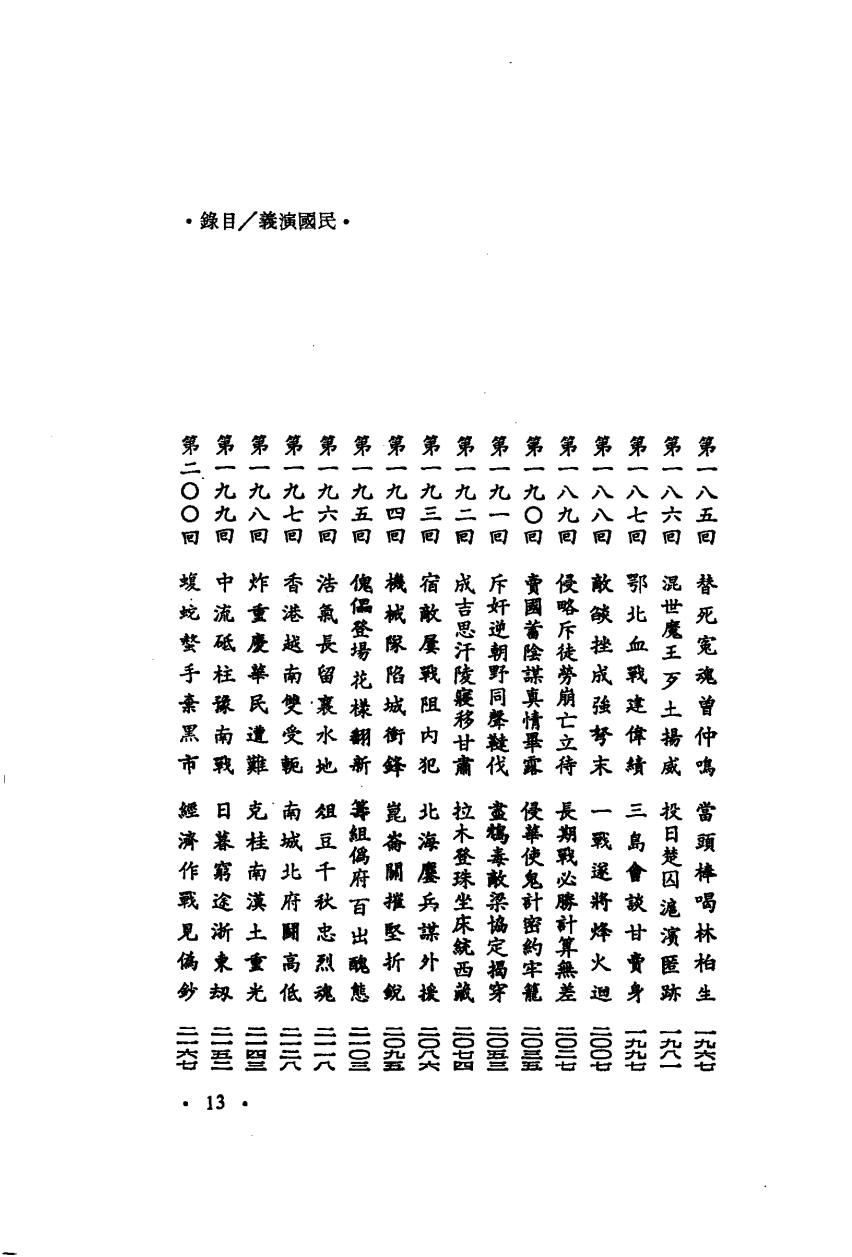 •民國演義／目錄•
第一八五回 替死冤魂曾仲鳴 當頭棒喝林柏生 一九六七
第一八六回 混世魔王歹土揚威 投日楚囚滬濱匿跡 一九八一
第一八七回 鄂北血戰建偉績 三島會談甘賣身 一九九七
第一八八回 敵燄挫成強弩末 一戰遂將烽火迴 二〇〇七
第一八九回 侵略斥徒勞崩亡立待 長期戰必勝計算無差 二〇二七
第一九〇回 賣國蓄陰謀真情畢露 侵華使鬼計密約牢籠 二〇三五
第一九一回 斥奸逆朝野同聲韃伐 盡鴆毒敵梁協定揭穿 二〇五三
第一九二回 成吉思汗陵寢移甘肅 拉木登珠坐床統西藏 二〇七四
第一九三回 宿敵屢戰阻內犯 北海鏖兵謀外援 二〇八六
第一九四回 機械隊陷城衝鋒 崑崙關摧堅折銳 二〇九五
第一九五回 傀儡登場花樣翻新 籌組偽府百出醜態 二一〇三
第一九六回 浩氣長留襄水地 俎豆千秋忠烈魂 二一一八
第一九七回 香港越南雙受軛 南城北府鬪高低 二一二八
第一九八回 炸重慶華民遭難 克桂南漢土重光 二一四三
第一九九回 中流砥柱豫南戰 日暮窮途浙東劫 二一五二
第二〇〇回 蝮蛇螫手棄黑市 經濟作戰見偽鈔 二一六七
• 13 •